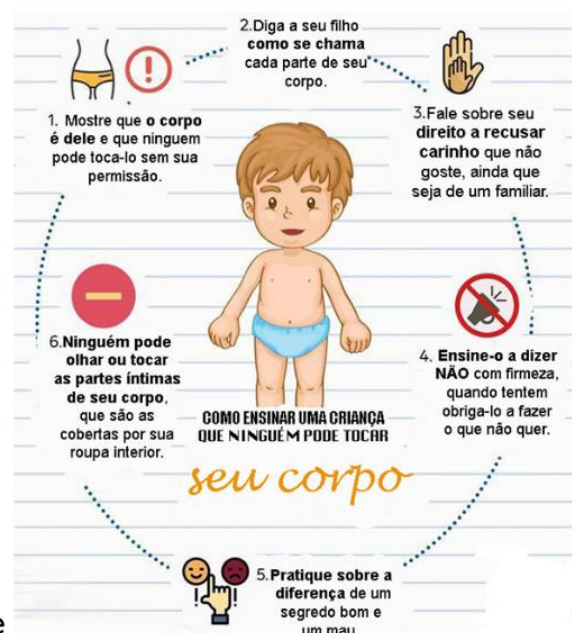 1. Mostre que o corpo
é dele e que ninguem
pode toca-lo sem sua
permissão.
2.Diga a seu filho
como se chama
cada parte de seu
corpo.
3.Fale sobre seu
direito a recusar
carinho que não
goste, ainda que
seja de um familiar.
4. Ensine-o a dizer
NÃO com firmeza,
quando tentem
obriga-lo a fazer
o que não quer.
5.Pratique sobre a
diferença de um
segredo bom e
um mau
6.Ninguém pode
olhar ou tocar
as partes íntimas
de seu corpo,
que são as
cobertas por sua
roupa interior.
COMO ENSINAR UMA CRIANÇA
QUE NINGUÉM PODE TOCAR
seu corpo
e